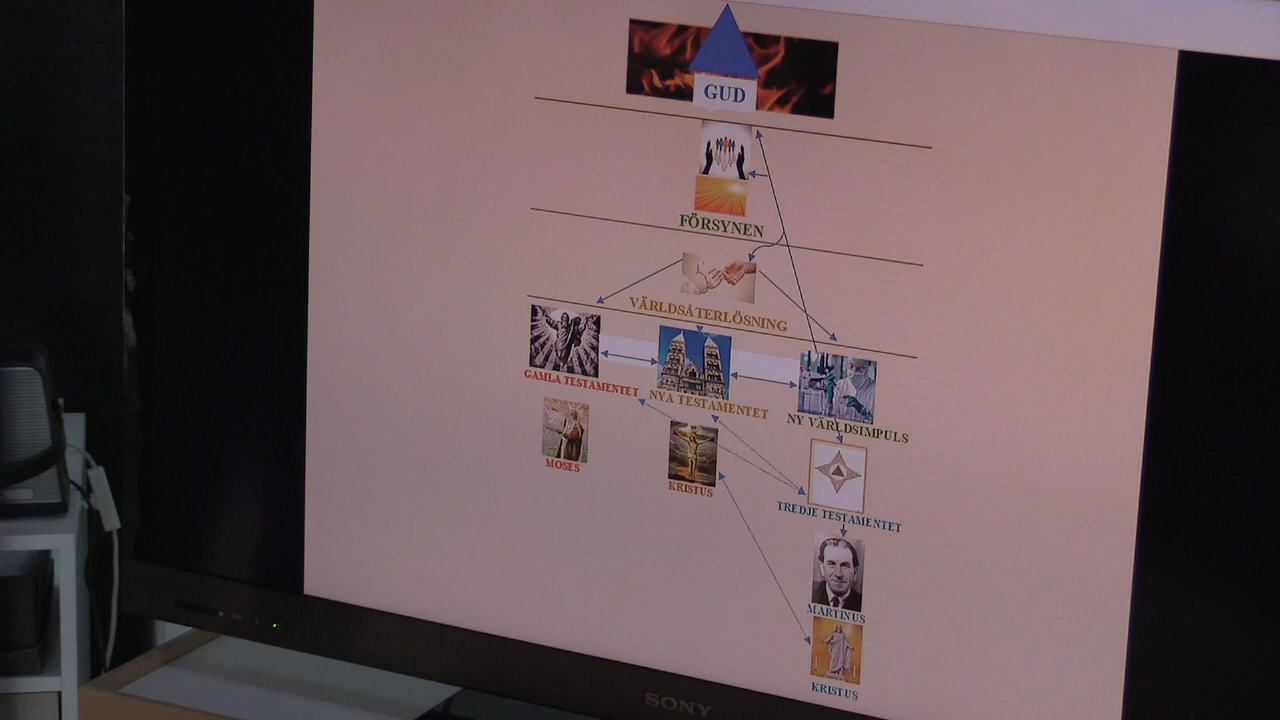 GUD
FÖRSYNEN
VÄRLDSÅTERLÖSNING
GAMLA TESTAMENTET
NYA TESTAMENTET
NY VÄRLDSIMPULS
MOSES
KRISTUS
TREDJE TESTAMENTET
MARTINUS
KRISTUS
SONY